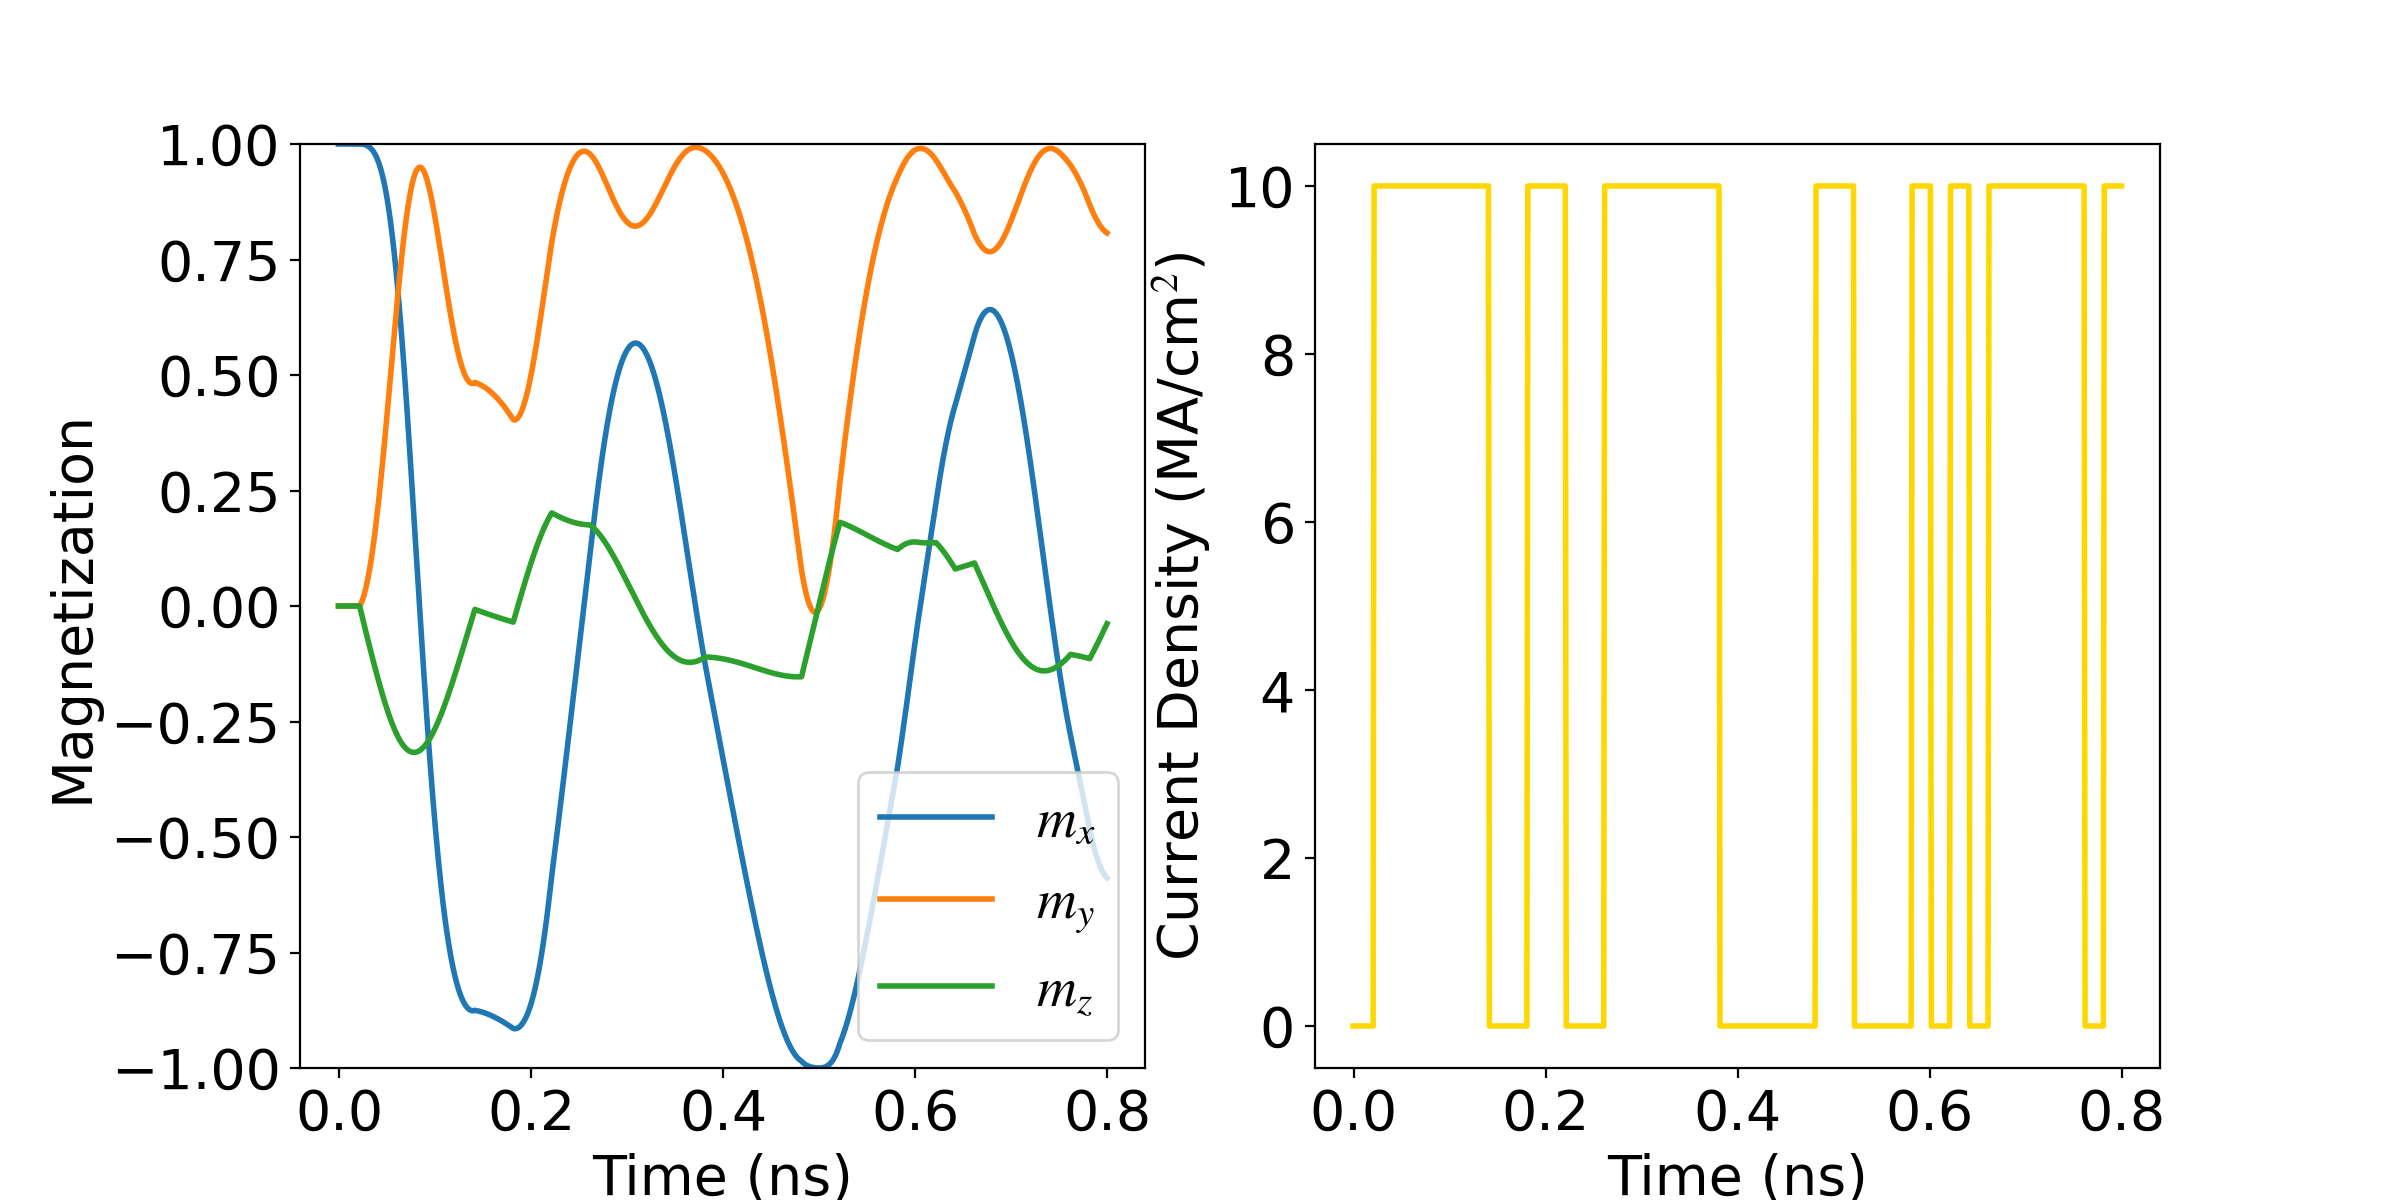 1.00
0.75
0.50
0.25
0.00
−0.25
−0.50
−0.75
−1.00
Magnetization
0.0 0.2 0.4 0.6 0.8
Time (ns)
m_x
m_y
m_z
10
8
6
4
2
0
Current Density (MA/cm²)
0.0 0.2 0.4 0.6 0.8
Time (ns)